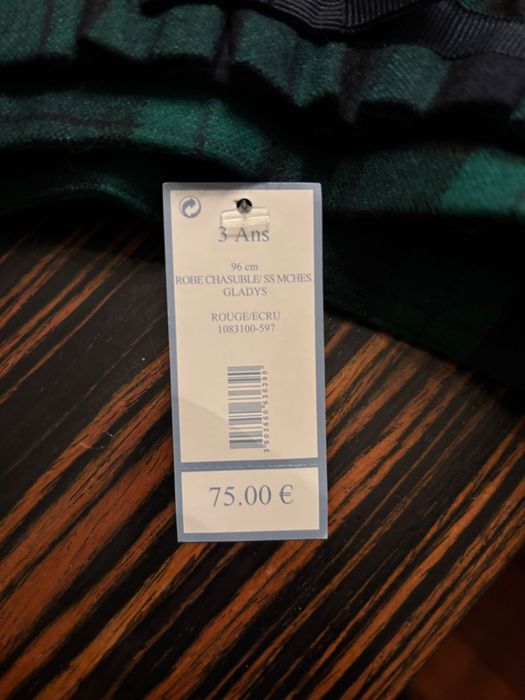 3 Ans
96 cm
ROBE CHASUBLE/ SS MCHES
GLADYS
ROUGE/ECRU
1083100-597
75.00 €